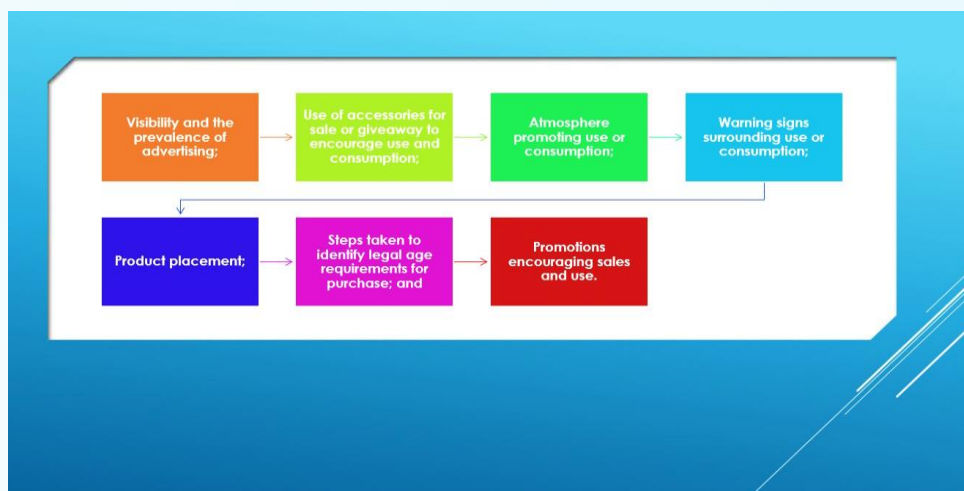 Visibility and the
prevalence of
advertising;
Use of accessories for
sale or giveaway to
encourage use and
consumption;
Atmosphere
promoting use or
consumption;
Warning signs
surrounding use or
consumption;
Product placement;
Steps taken to
identify legal age
requirements for
purchase; and
Promotions
encouraging sales
and use.